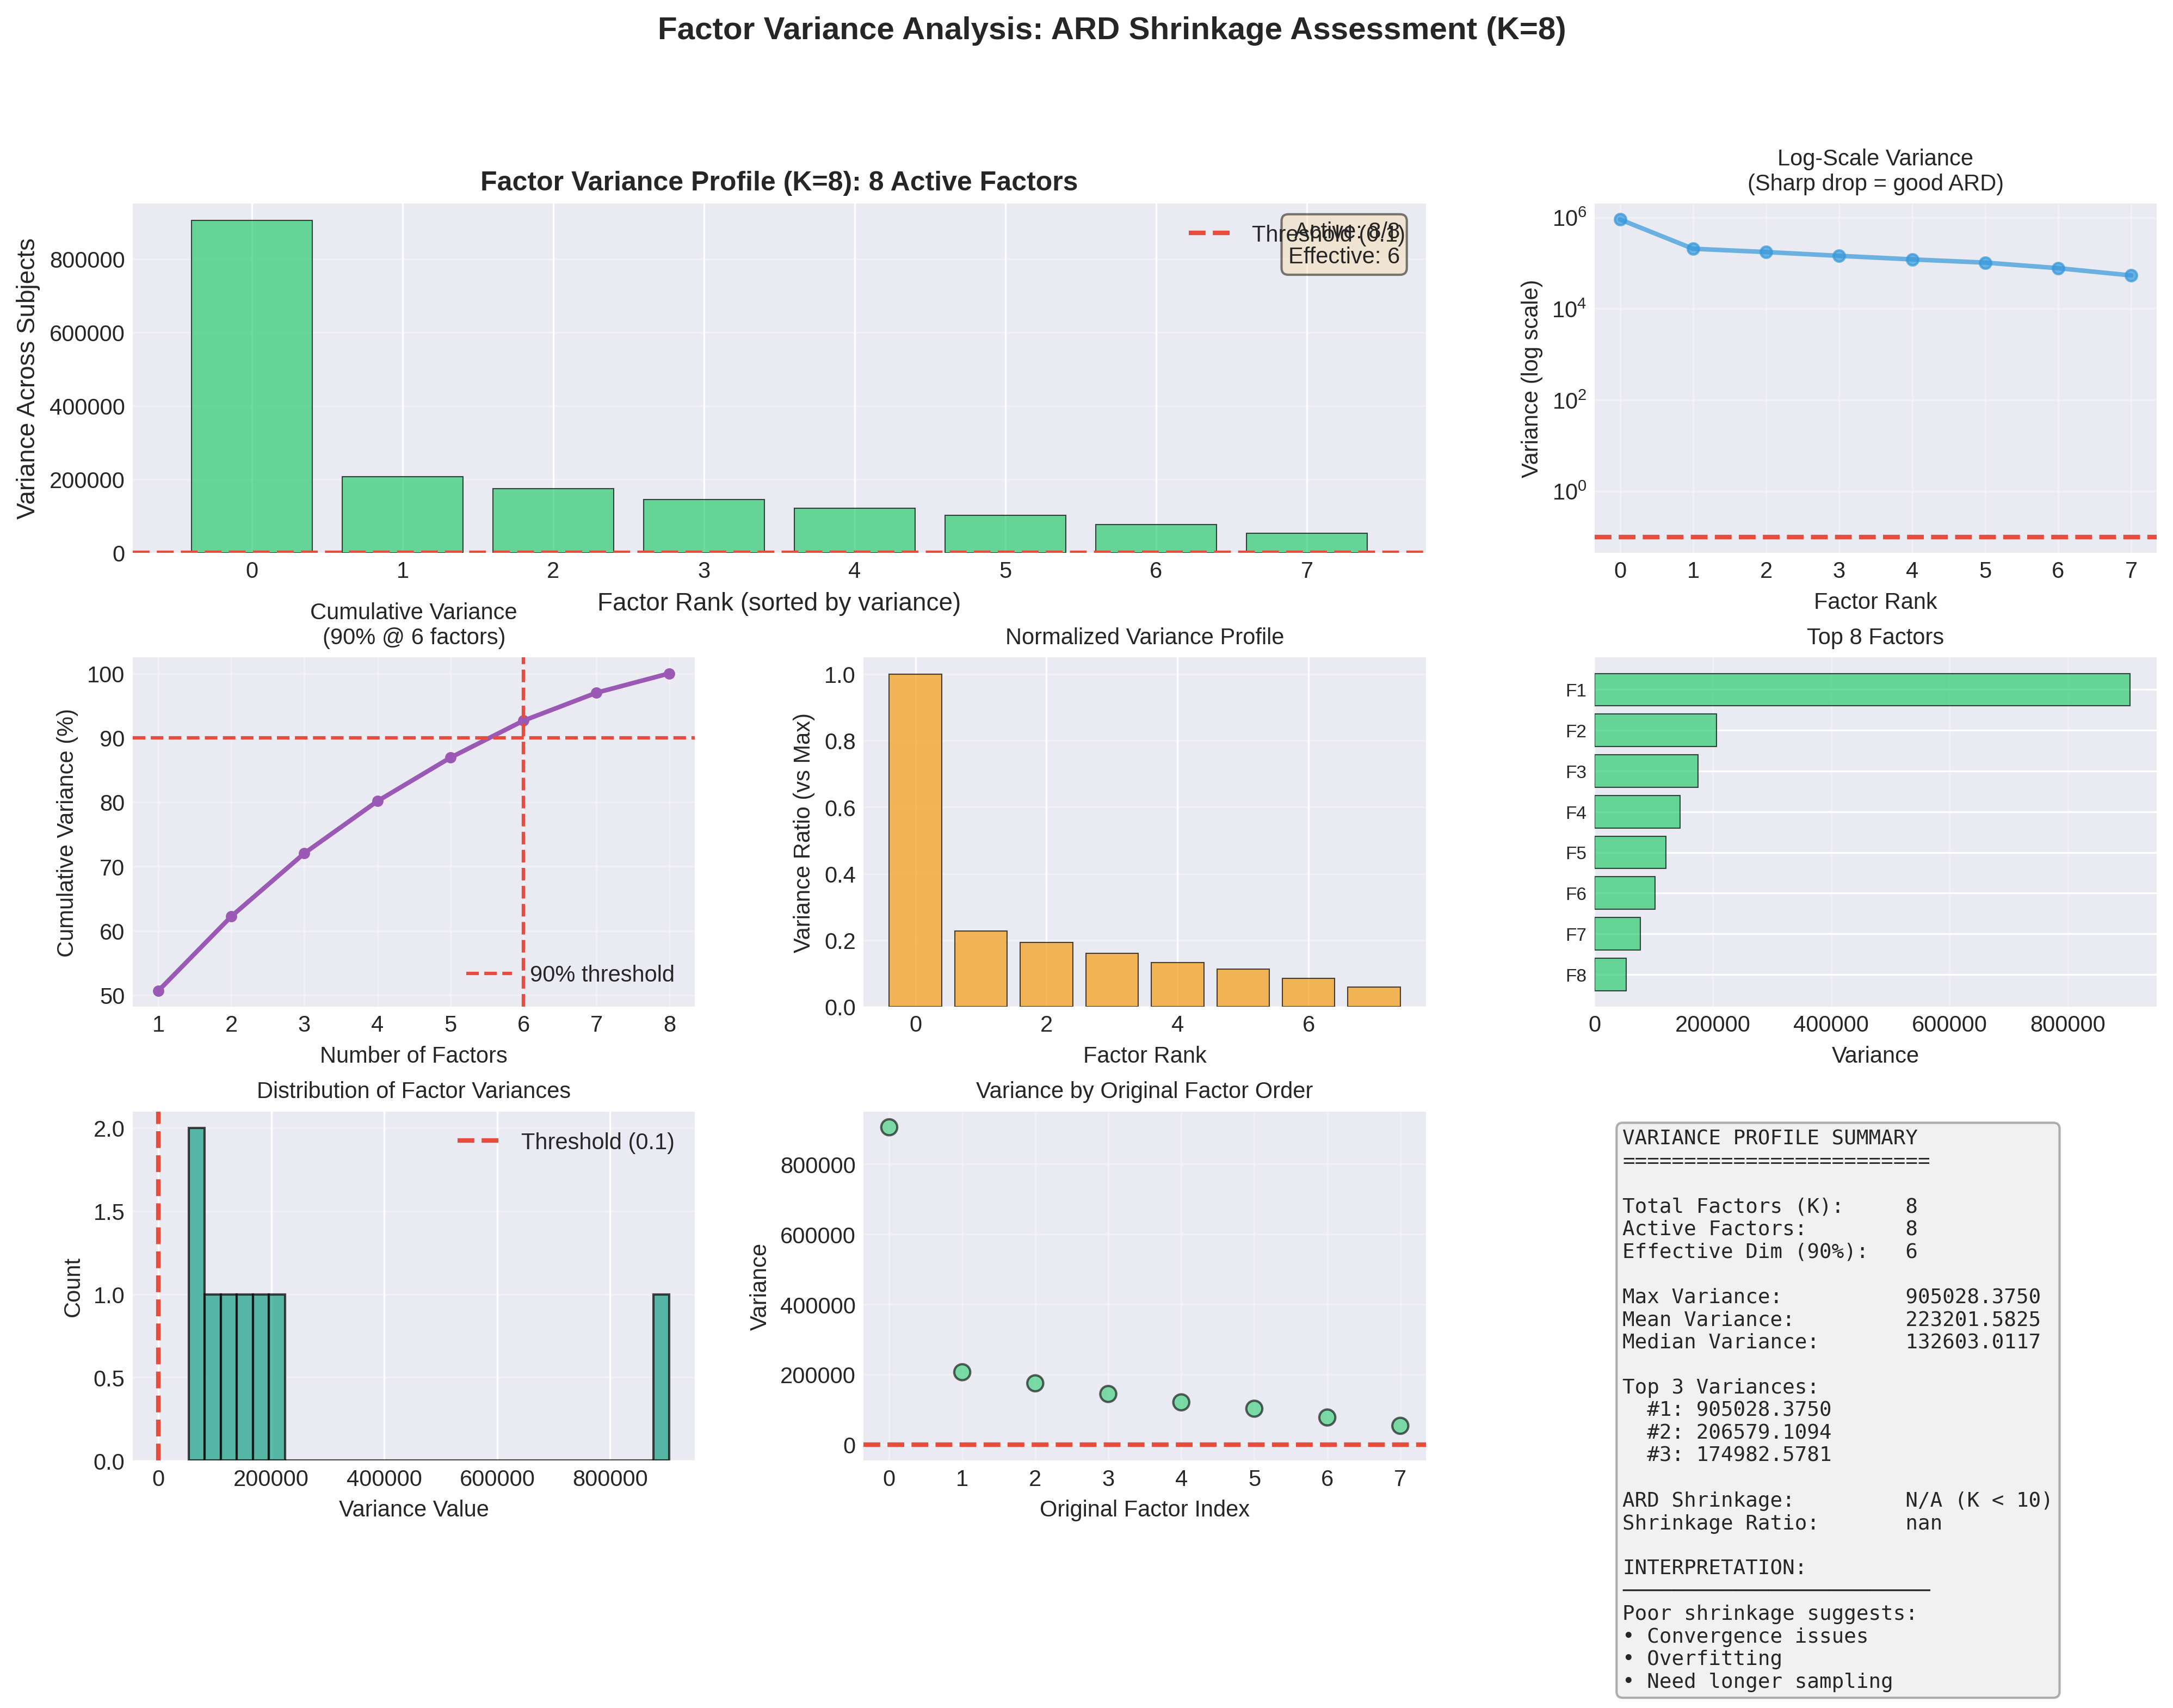 Factor Variance Analysis: ARD Shrinkage Assessment (K=8)
Factor Variance Profile (K=8): 8 Active Factors
Variance Across Subjects
800000
600000
400000
200000
0
Threshold (0.1)
Active: 8/8
Effective: 6
0 1 2 3 4 5 6 7
Factor Rank (sorted by variance)
Log-Scale Variance
(Sharp drop = good ARD)
Variance (log scale)
10^6
10^4
10^2
10^0
0 1 2 3 4 5 6 7
Factor Rank
Cumulative Variance
(90% @ 6 factors)
Cumulative Variance (%)
100
90
80
70
60
50
90% threshold
1 2 3 4 5 6 7 8
Number of Factors
Normalized Variance Profile
Variance Ratio (vs Max)
1.0
0.8
0.6
0.4
0.2
0.0
0 2 4 6
Factor Rank
Top 8 Factors
F1
F2
F3
F4
F5
F6
F7
F8
0 200000 400000 600000 800000
Variance
Distribution of Factor Variances
Count
2.0
1.5
1.0
0.5
0.0
Threshold (0.1)
0 200000 400000 600000 800000
Variance Value
Variance by Original Factor Order
Variance
800000
600000
400000
200000
0
0 1 2 3 4 5 6 7
Original Factor Index
VARIANCE PROFILE SUMMARY
=========================
Total Factors (K): 8
Active Factors: 8
Effective Dim (90%): 6
Max Variance: 905028.3750
Mean Variance: 223201.5825
Median Variance: 132603.0117
Top 3 Variances:
#1: 905028.3750
#2: 206579.1094
#3: 174982.5781
ARD Shrinkage: N/A (K < 10)
Shrinkage Ratio: nan
INTERPRETATION:
─────────────────────────
Poor shrinkage suggests:
• Convergence issues
• Overfitting
• Need longer sampling